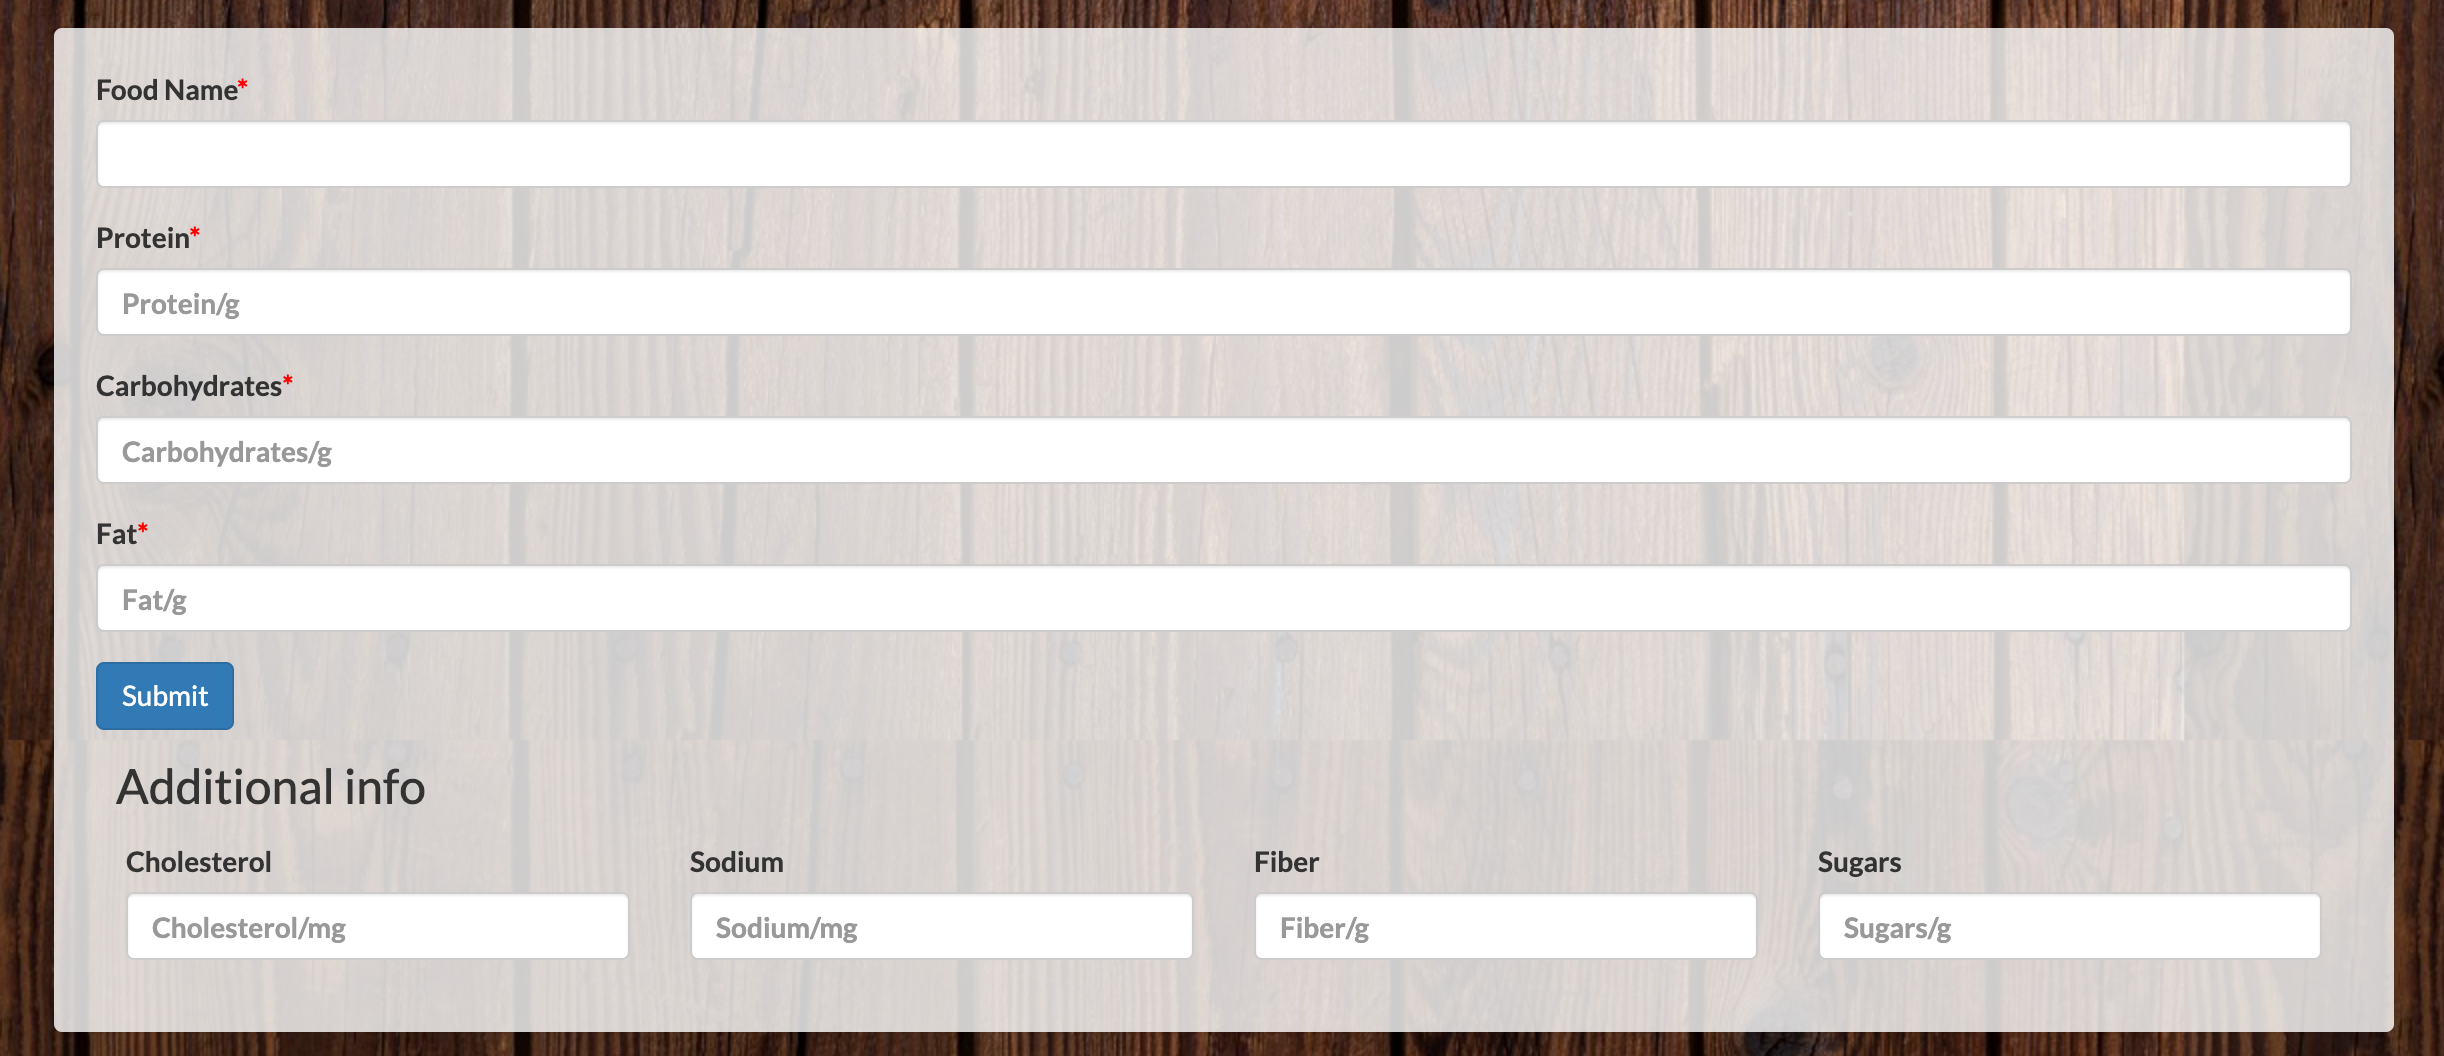 Food Name*
Protein*
Protein/g
Carbohydrates*
Carbohydrates/g
Fat*
Fat/g
Submit
Additional info
Cholesterol Sodium Fiber Sugars
Cholesterol/mg Sodium/mg Fiber/g Sugars/g